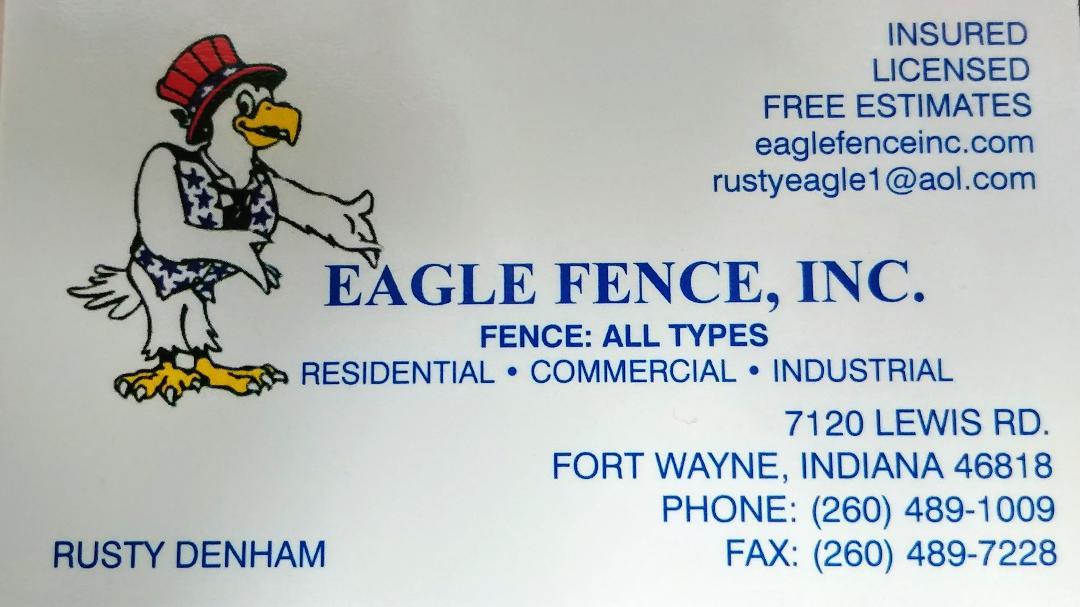 INSURED
LICENSED
FREE ESTIMATES
eaglefenceinc.com
rustyeagle1@aol.com
EAGLE FENCE, INC.
FENCE: ALL TYPES
RESIDENTIAL • COMMERCIAL • INDUSTRIAL
7120 LEWIS RD.
FORT WAYNE, INDIANA 46818
PHONE: (260) 489-1009
FAX: (260) 489-7228
RUSTY DENHAM